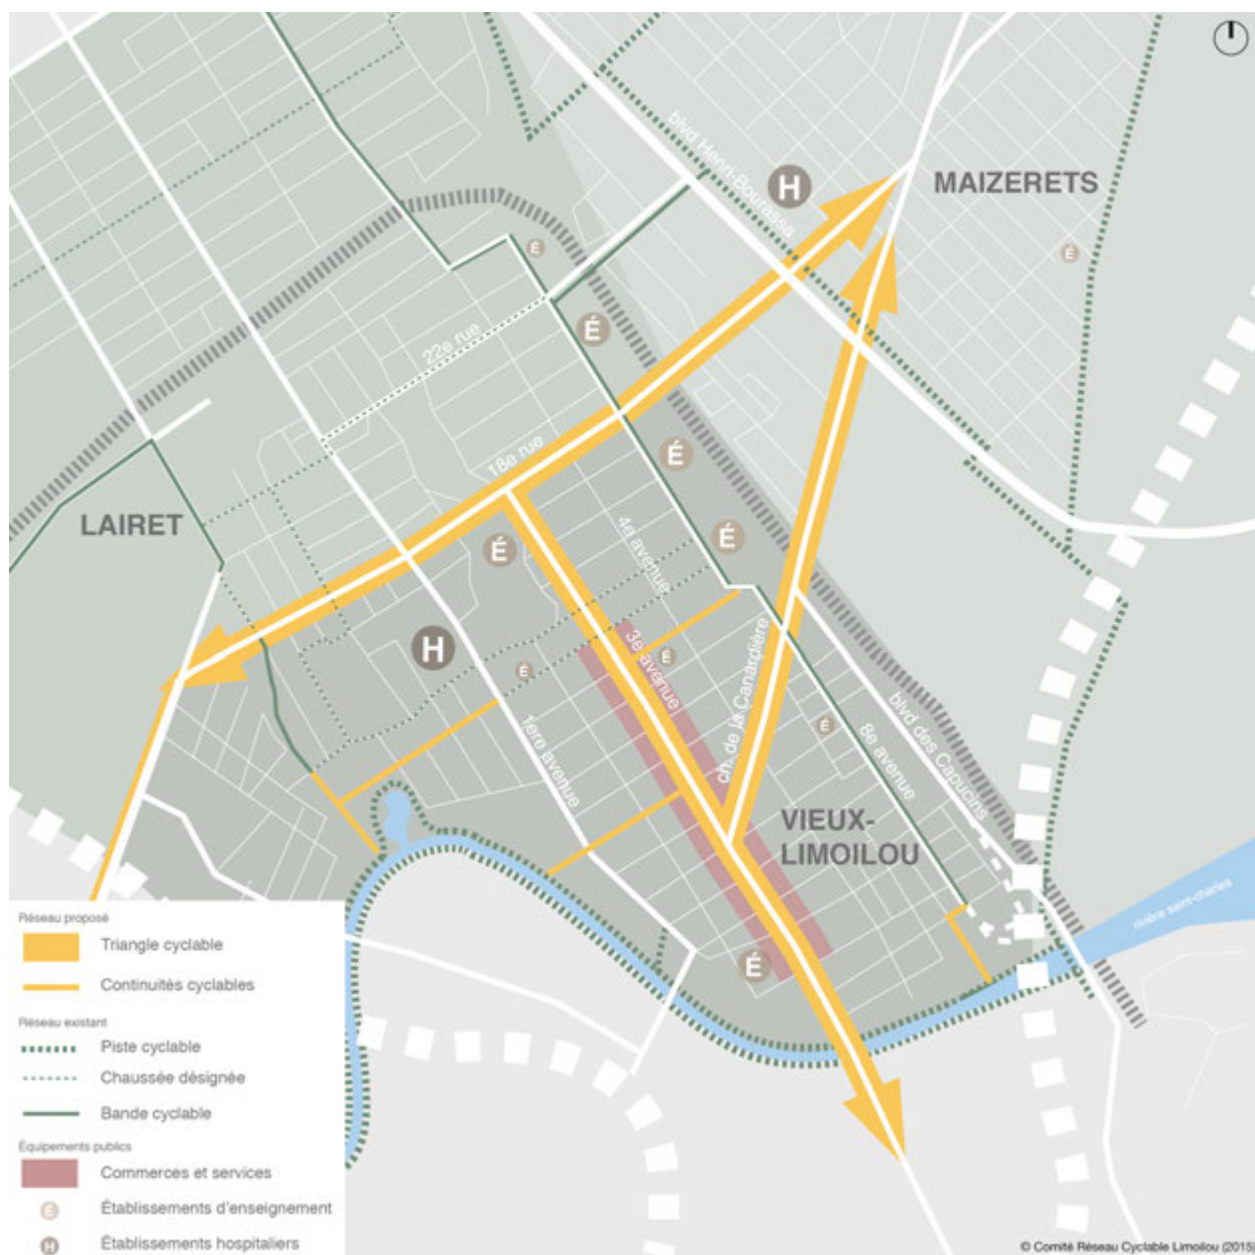 blvd Henri-Bourassa
H
MAIZERETS
É
É
É
22e rue
18e rue
É
LAIRET
É
É
4e avenue
H
É
3e avenue
É
1ère avenue
ch. de la Canardière
É
8e avenue
blvd des Capucins
VIEUX-
LIMOILOU
É
rivière saint-charles
Réseau proposé
Triangle cyclable
Continuités cyclables
Réseau existant
Piste cyclable
Chaussée désignée
Bande cyclable
Équipements publics
Commerces et services
É Établissements d'enseignement
H Établissements hospitaliers
© Comité Réseau Cyclable Limoilou (2015)